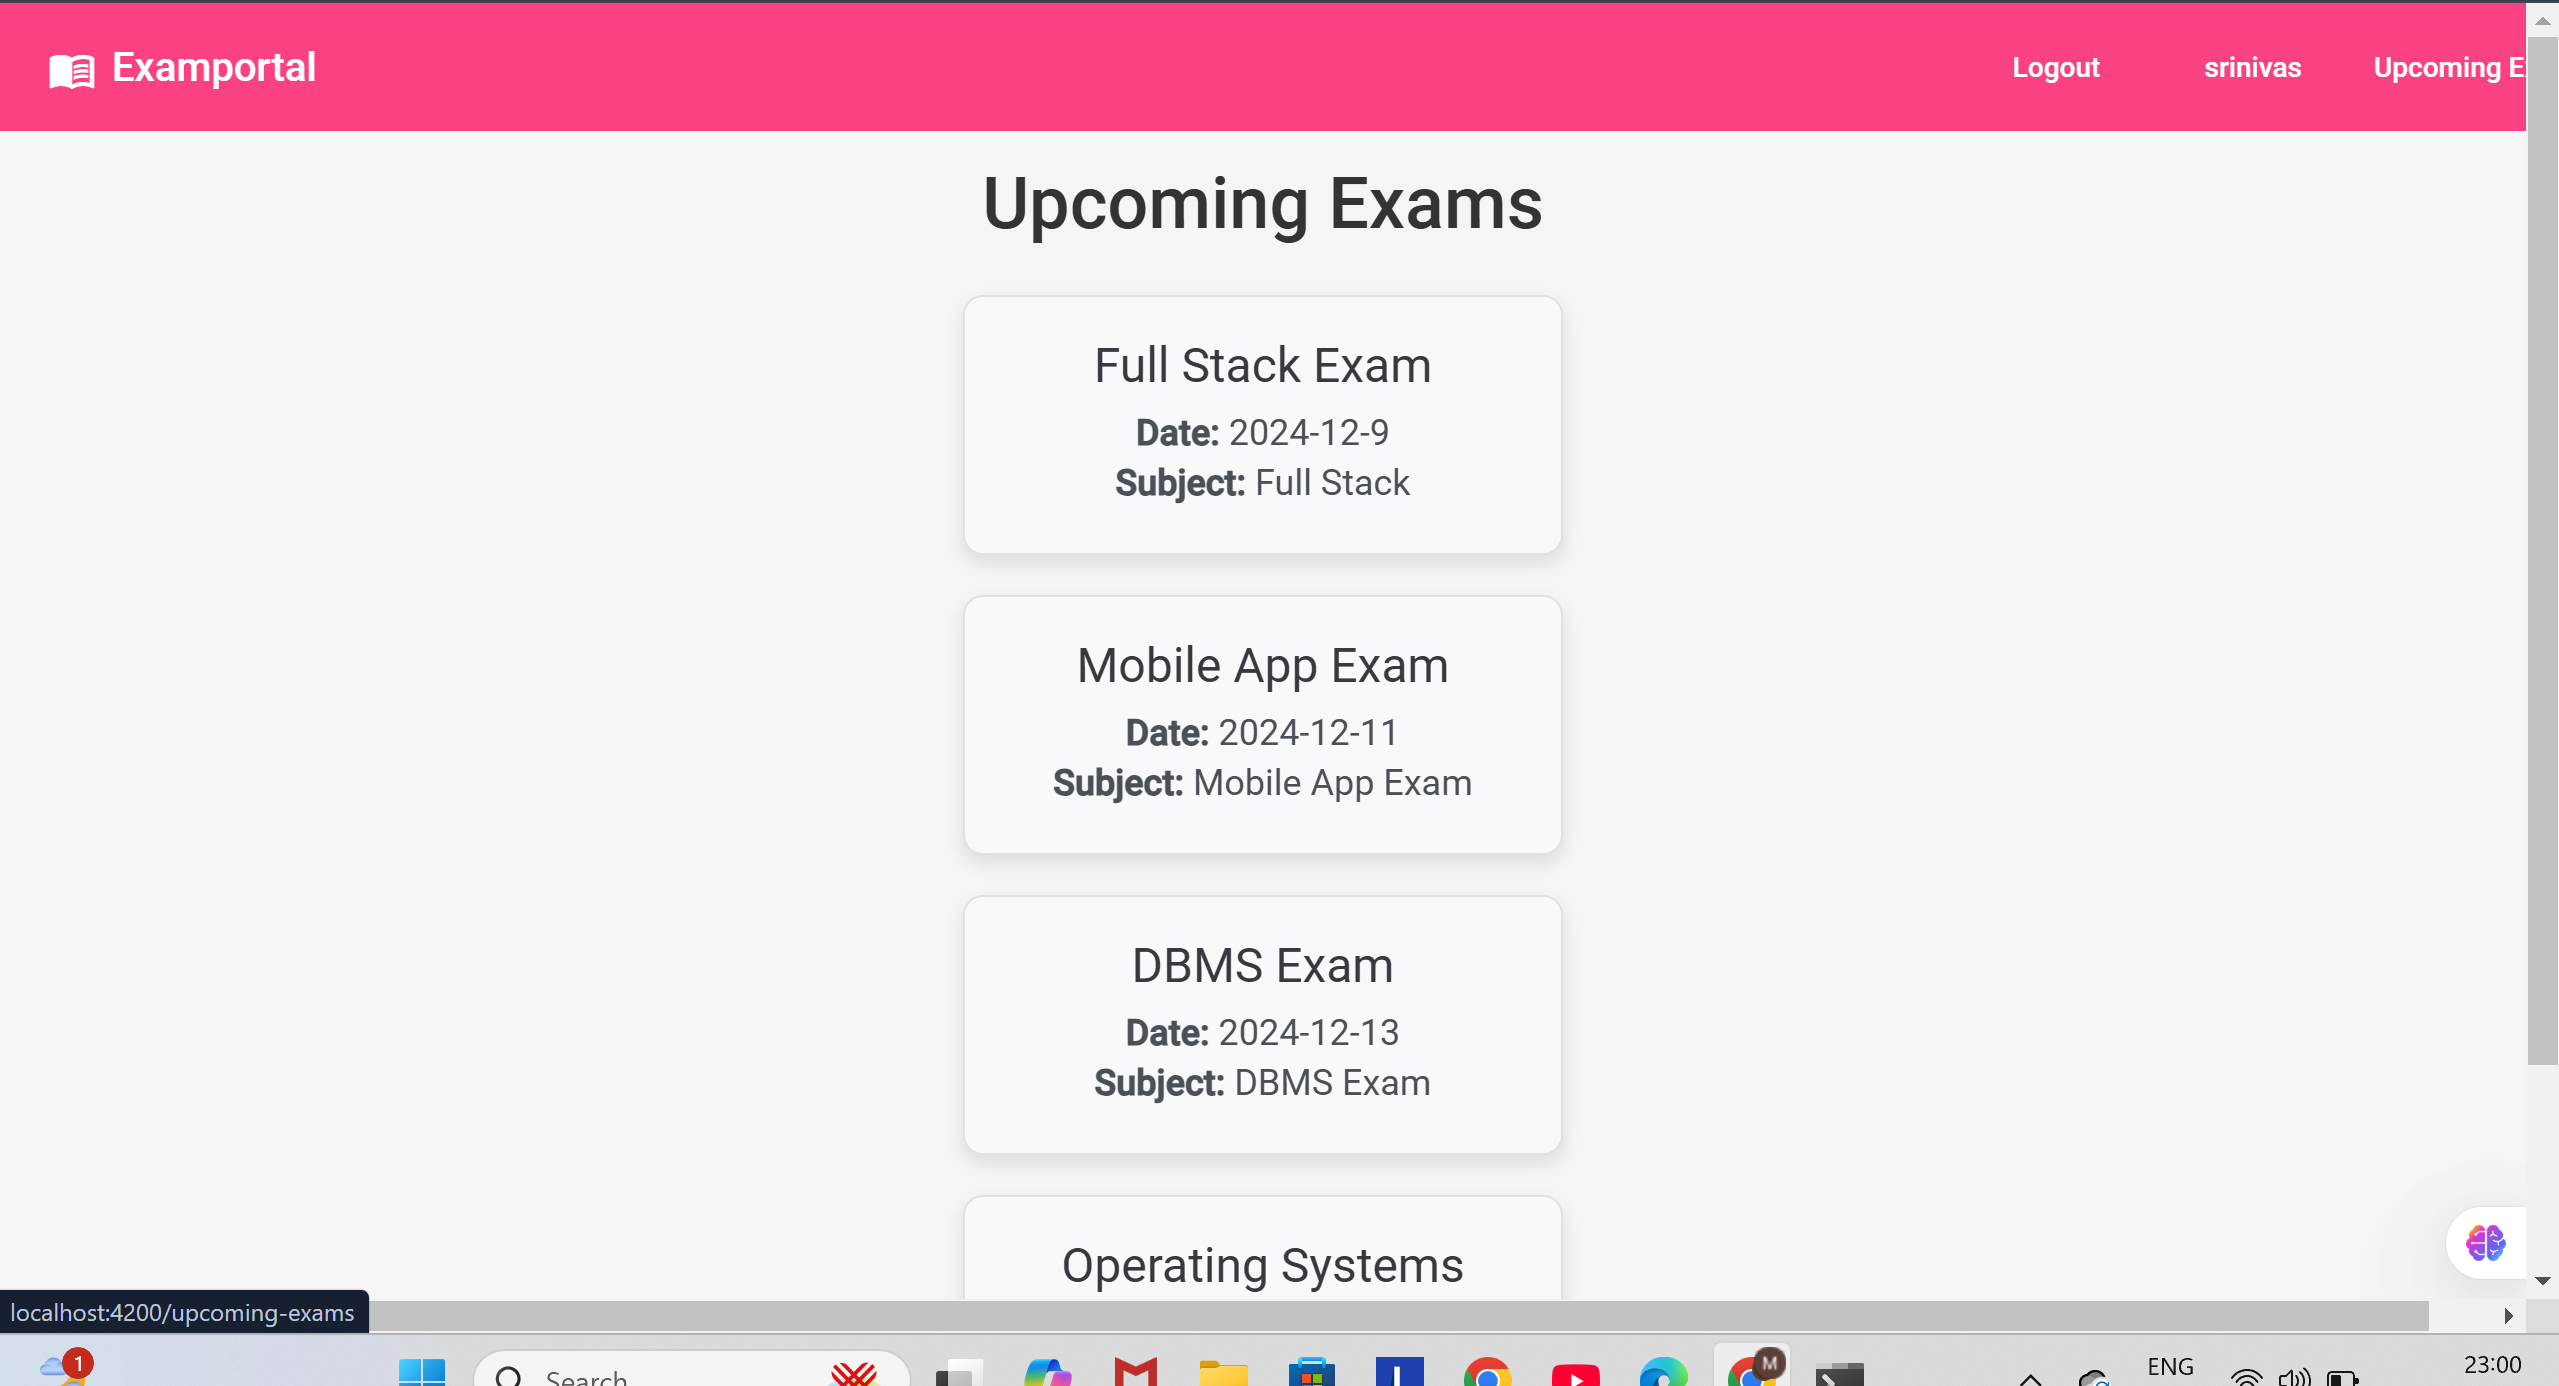 Examportal
Logout
srinivas
Upcoming E
Upcoming Exams
Full Stack Exam
Date: 2024-12-9
Subject: Full Stack
Mobile App Exam
Date: 2024-12-11
Subject: Mobile App Exam
DBMS Exam
Date: 2024-12-13
Subject: DBMS Exam
Operating Systems
localhost:4200/upcoming-exams
1
Search
M
ENG
23:00